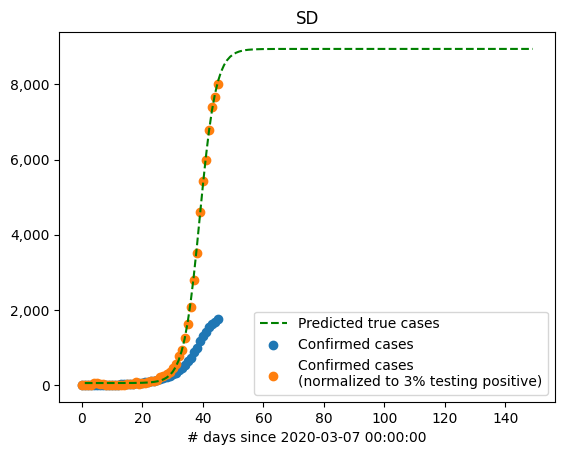 SD
8,000
6,000
4,000
2,000
0
0 20 40 60 80 100 120 140
# days since 2020-03-07 00:00:00
Predicted true cases
Confirmed cases
Confirmed cases
(normalized to 3% testing positive)